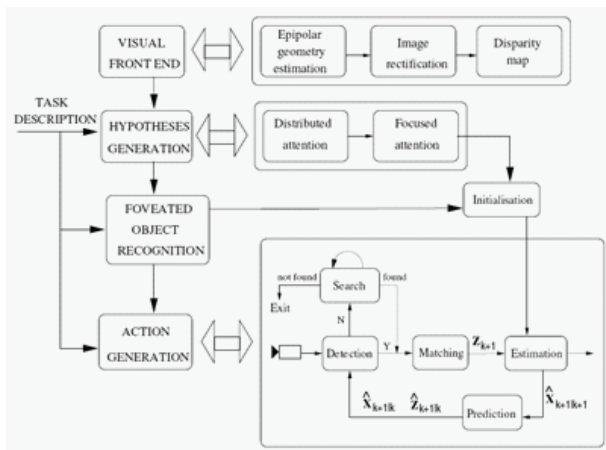 VISUAL
FRONT END
Epipolar
geometry
estimation
Image
rectification
Disparity
map
TASK
DESCRIPTION
HYPOTHESES
GENERATION
Distributed
attention
Focused
attention
FOVEATED
OBJECT
RECOGNITION
Initialisation
not found
Search
found
Exit
N
ACTION
GENERATION
Detection
Y
Matching
z k+1
Estimation
x̂ k+1|k
ẑ k+1|k
Prediction
x̂ k+1|k+1